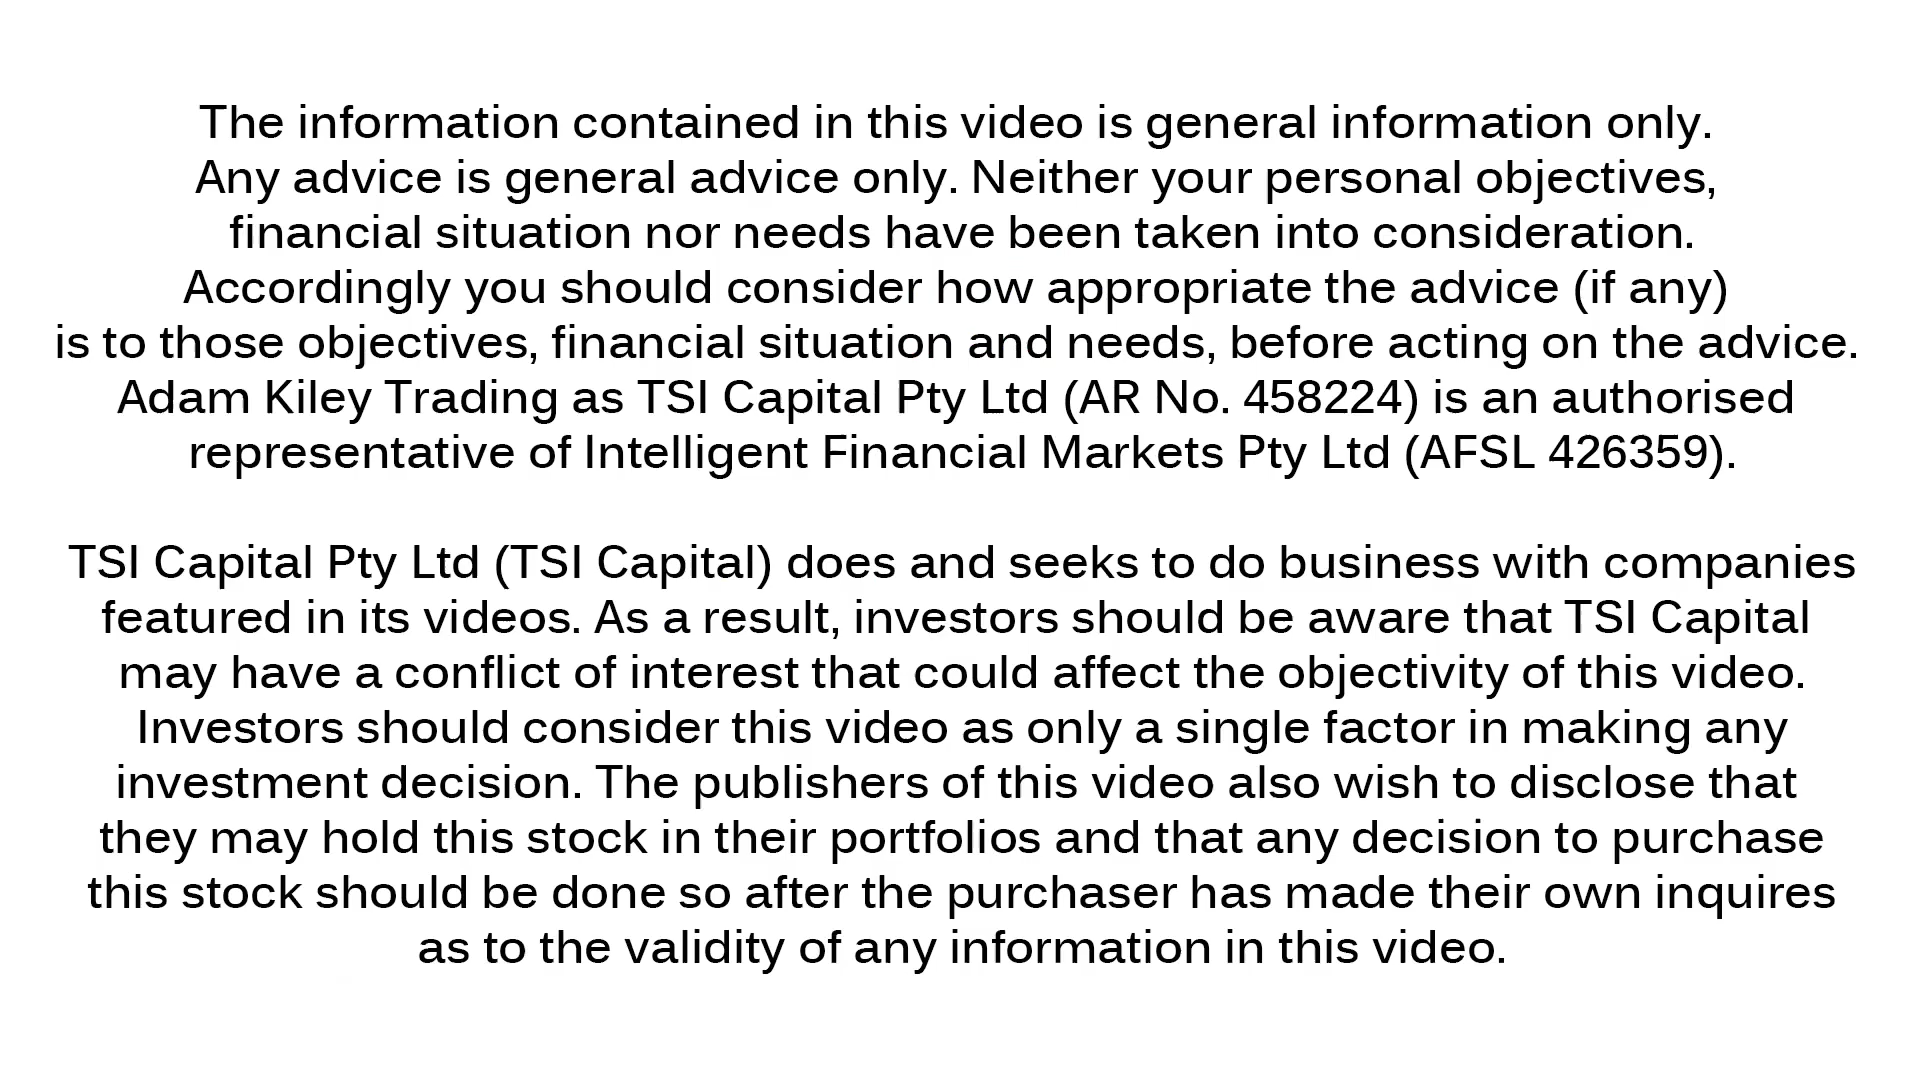 The information contained in this video is general information only.
Any advice is general advice only. Neither your personal objectives,
financial situation nor needs have been taken into consideration.
Accordingly you should consider how appropriate the advice (if any)
is to those objectives, financial situation and needs, before acting on the advice.
Adam Kiley Trading as TSI Capital Pty Ltd (AR No. 458224) is an authorised
representative of Intelligent Financial Markets Pty Ltd (AFSL 426359).
TSI Capital Pty Ltd (TSI Capital) does and seeks to do business with companies
featured in its videos. As a result, investors should be aware that TSI Capital
may have a conflict of interest that could affect the objectivity of this video.
Investors should consider this video as only a single factor in making any
investment decision. The publishers of this video also wish to disclose that
they may hold this stock in their portfolios and that any decision to purchase
this stock should be done so after the purchaser has made their own inquires
as to the validity of any information in this video.